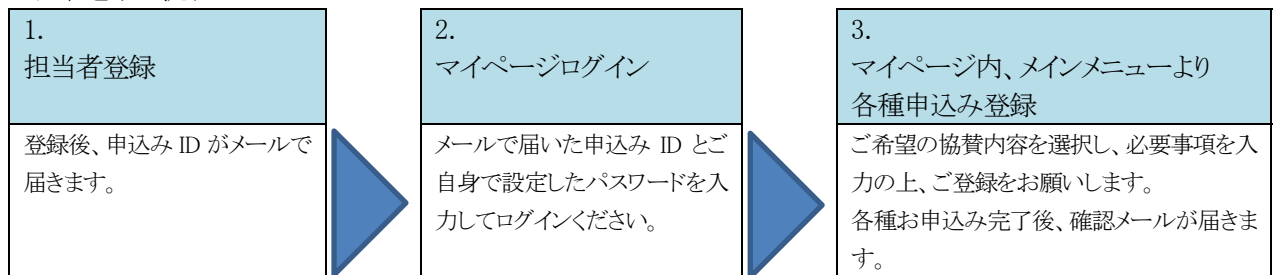 1.
担当者登録
登録後、申込み ID がメールで
届きます。
2.
マイページログイン
メールで届いた申込み ID とご
自身で設定したパスワードを入
力してログインください。
3.
マイページ内、メインメニューより
各種申込み登録
ご希望の協賛内容を選択し、必要事項を入
力の上、ご登録をお願いします。
各種お申込み完了後、確認メールが届きま
す。